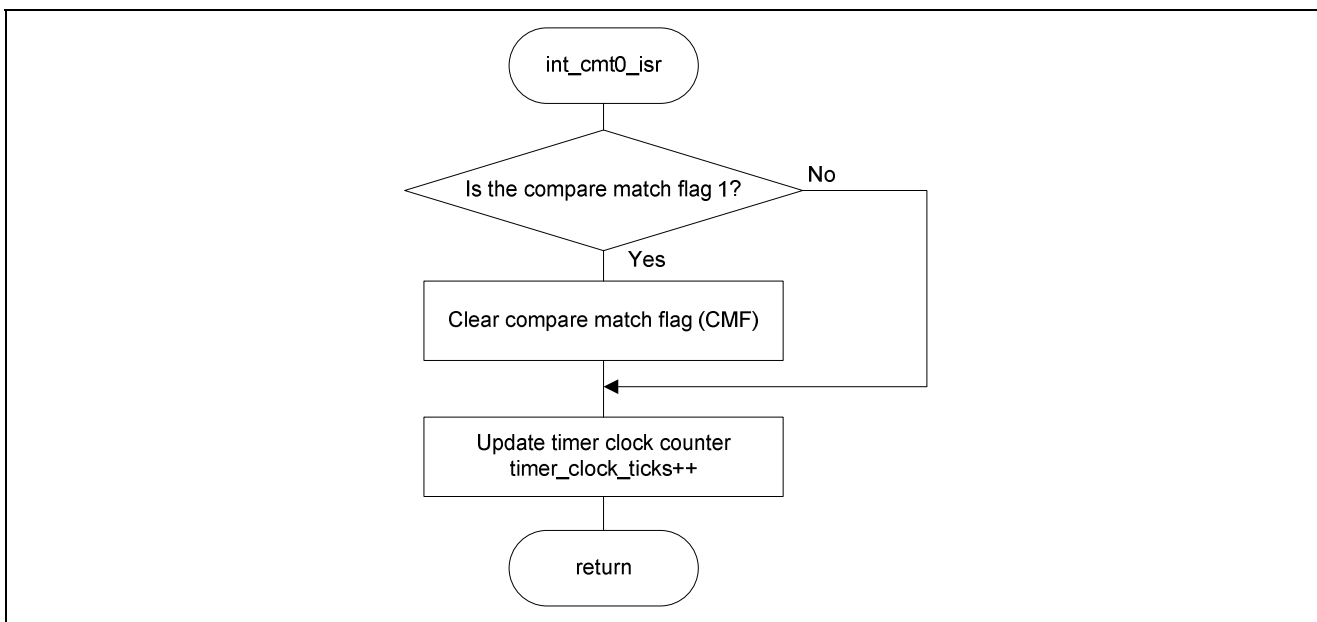 int_cmt0_isr
Is the compare match flag 1?
No
Yes
Clear compare match flag (CMF)
Update timer clock counter
timer_clock_ticks++
return